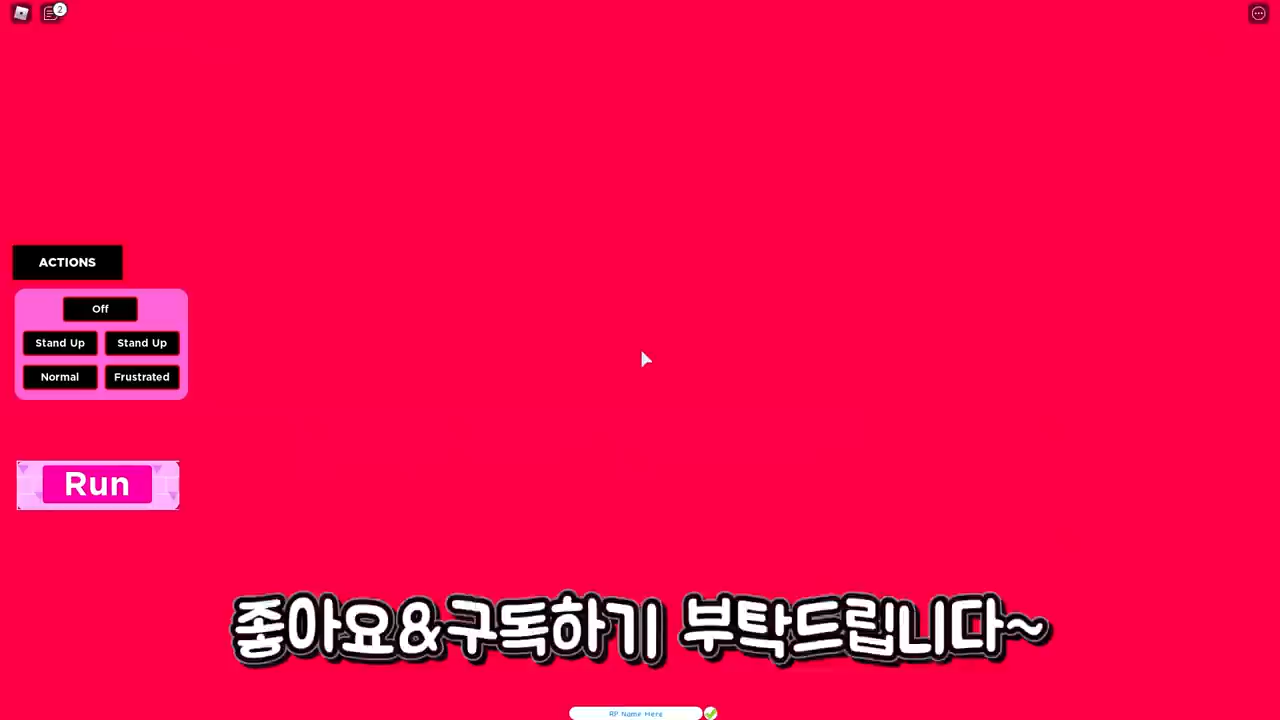 2
ACTIONS
Off
Stand Up Stand Up
Normal Frustrated
Run
좋아요&구독하기 부탁드립니다~
RP Name Here